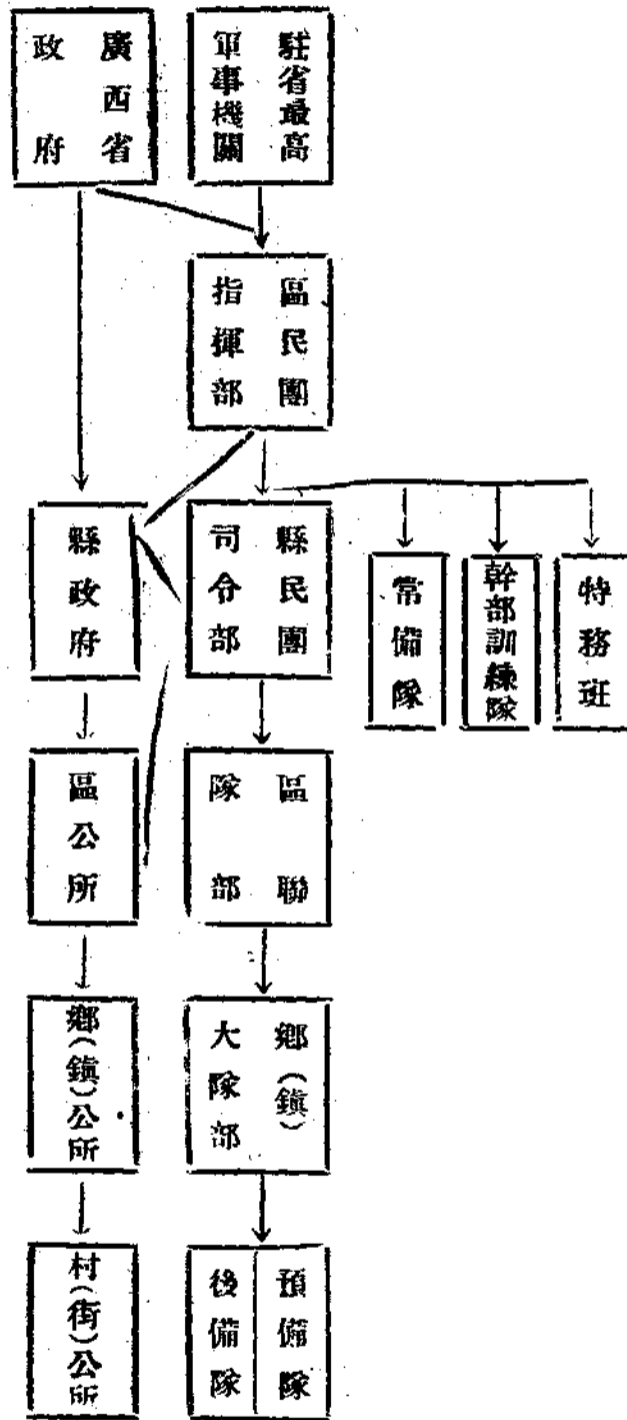 駐省最高
軍事機關
廣西省
政府
區民團
指揮部
特務班
幹部訓練隊
常備隊
縣民團
司令部
縣政府
區聯
隊部
區公所
鄉（鎮）
大隊部
鄉（鎮）公所
預備隊
後備隊
村（街）公所